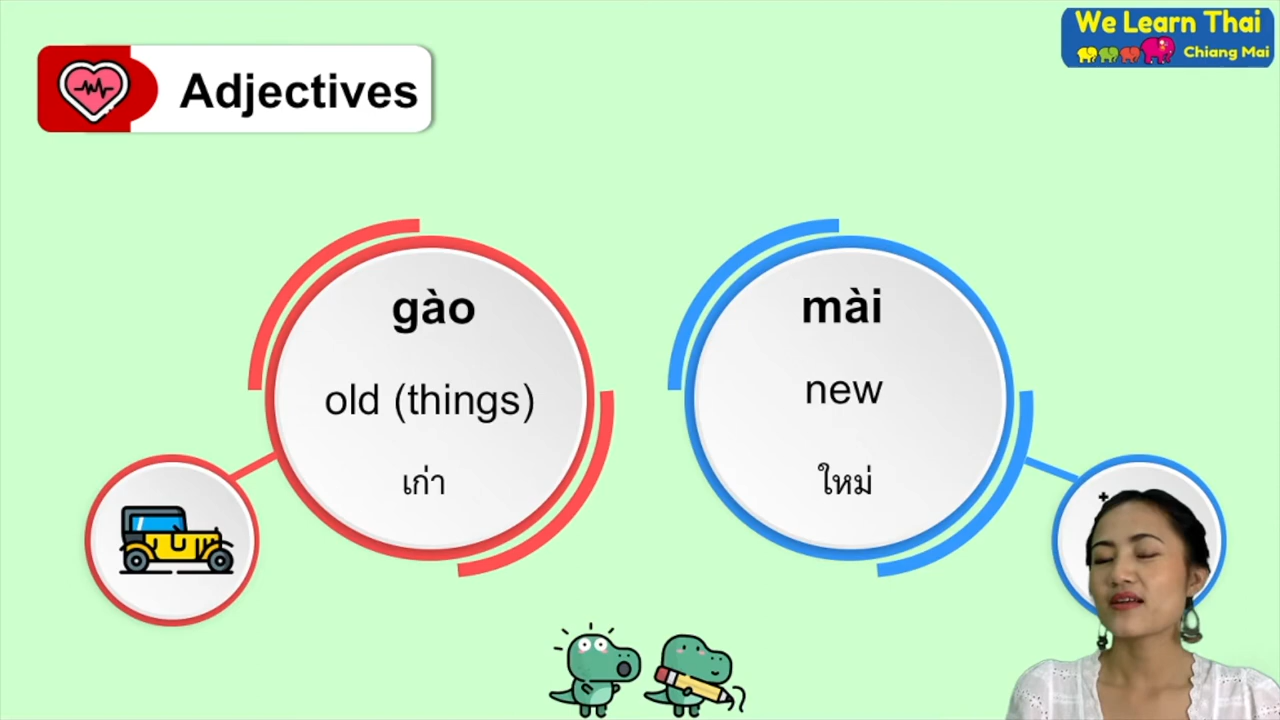 We Learn Thai
Chiang Mai
Adjectives
gào
old (things)
เก่า
mài
new
ใหม่